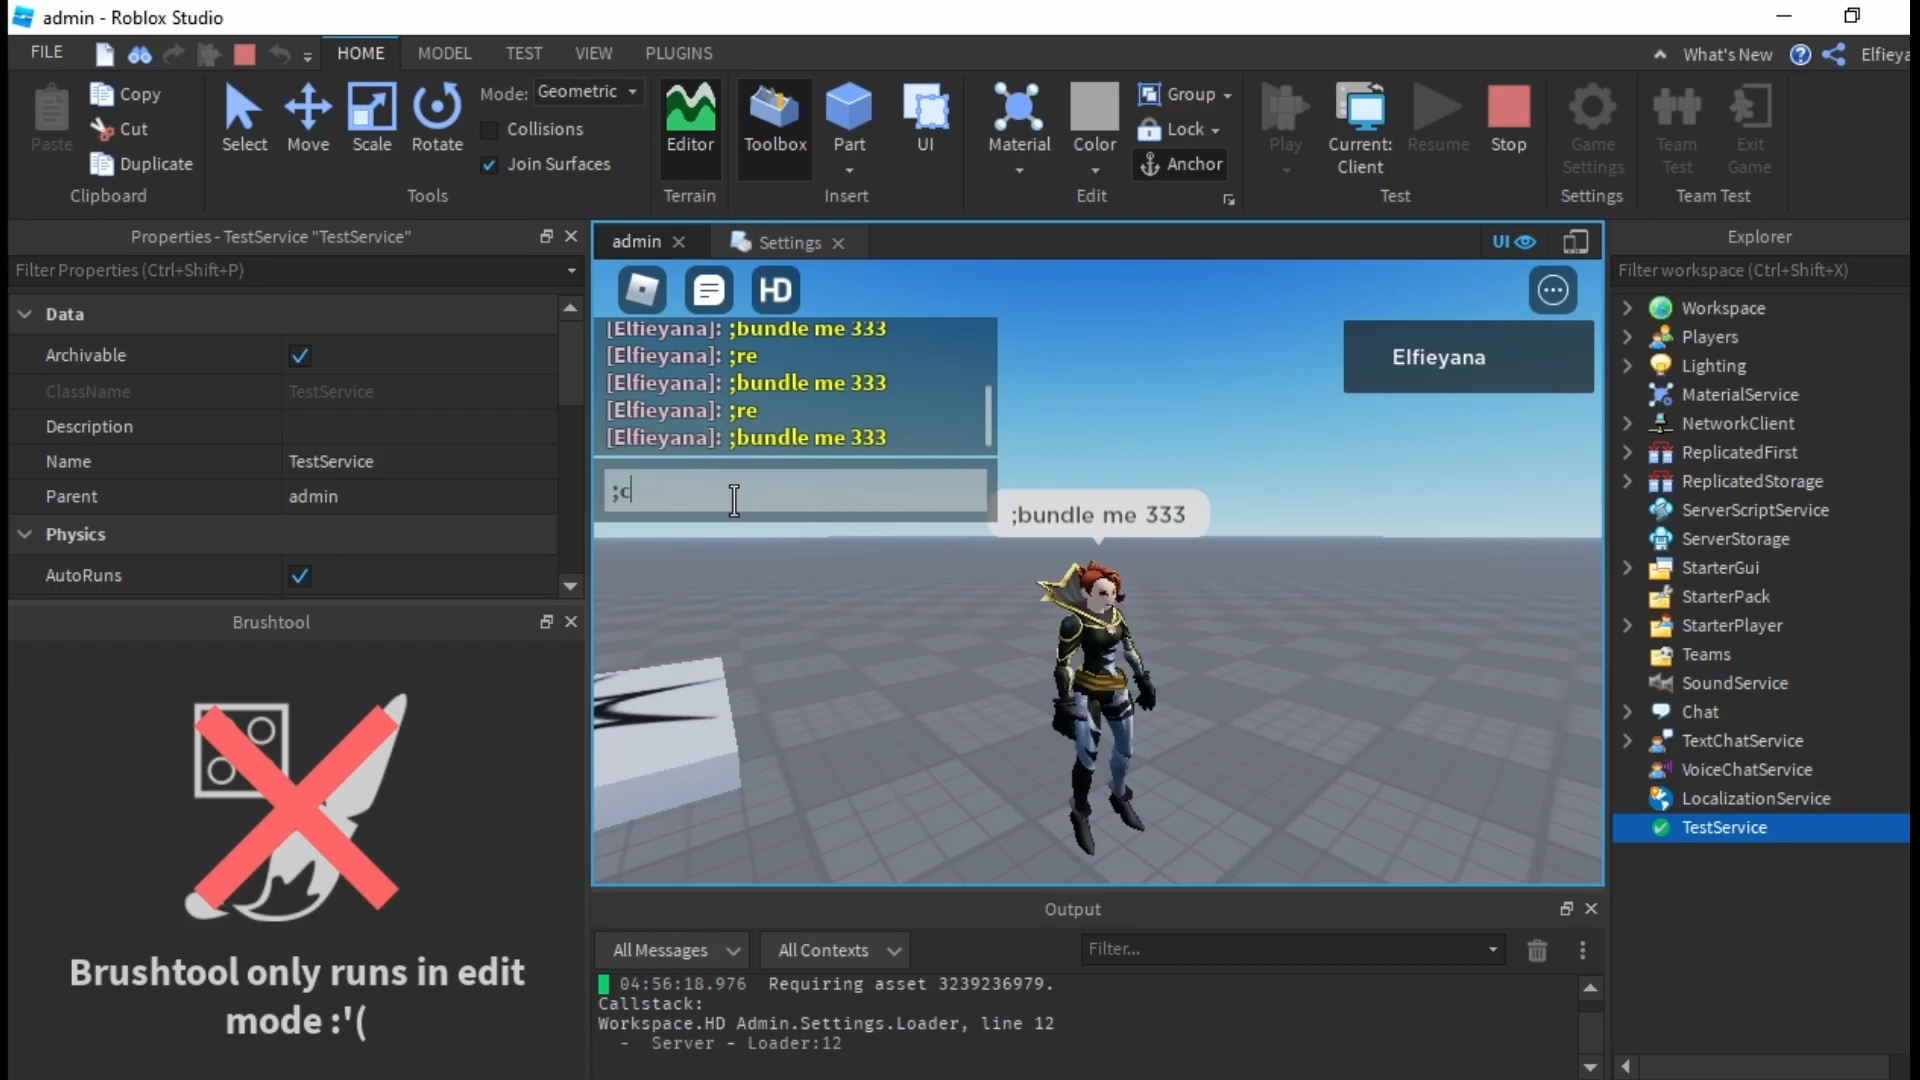 admin - Roblox Studio
FILE
HOME
MODEL
TEST
VIEW
PLUGINS
What's New
Elfieya
Paste
Copy
Cut
Duplicate
Clipboard
Select
Move
Scale
Rotate
Mode:
Geometric
Collisions
Join Surfaces
Tools
Editor
Terrain
Toolbox
Part
UI
Insert
Material
Color
Group
Lock
Anchor
Edit
Play
Current:
Client
Resume
Stop
Test
Game
Settings
Settings
Team
Test
Exit
Game
Team Test
Properties - TestService "TestService"
Filter Properties (Ctrl+Shift+P)
Data
Archivable
ClassName TestService
Description
Name TestService
Parent admin
Physics
AutoRuns
Brushtool
Brushtool only runs in edit
mode :'(
admin
Settings
UI
HD
[Elfieyana]: ;bundle me 333
[Elfieyana]: ;re
[Elfieyana]: ;bundle me 333
[Elfieyana]: ;re
[Elfieyana]: ;bundle me 333
;c
;bundle me 333
Elfieyana
Output
All Messages
All Contexts
Filter...
04:56:18.976 Requiring asset 3239236979.
Callstack:
Workspace.HD Admin.Settings.Loader, line 12
- Server - Loader:12
Explorer
Filter workspace (Ctrl+Shift+X)
Workspace
Players
Lighting
MaterialService
NetworkClient
ReplicatedFirst
ReplicatedStorage
ServerScriptService
ServerStorage
StarterGui
StarterPack
StarterPlayer
Teams
SoundService
Chat
TextChatService
VoiceChatService
LocalizationService
TestService